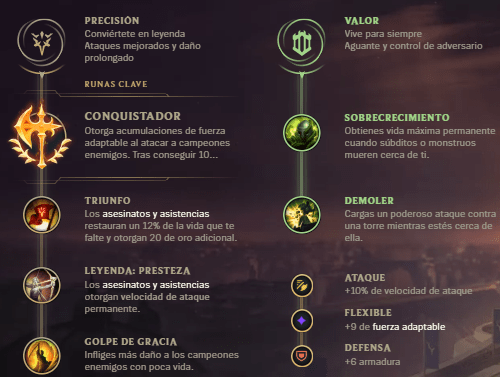 PRECISIÓN
Conviértete en leyenda
Ataques mejorados y daño
prolongado
RUNAS CLAVE
CONQUISTADOR
Otorga acumulaciones de fuerza
adaptable al atacar a campeones
enemigos. Tras conseguir 10...
TRIUNFO
Los asesinatos y asistencias
restauran un 12% de la vida que te
falte y otorgan 20 de oro adicional.
LEYENDA: PRESTEZA
Los asesinatos y asistencias
otorgan velocidad de ataque
permanente.
GOLPE DE GRACIA
Infliges más daño a los campeones
enemigos con poca vida.
VALOR
Vive para siempre
Aguante y control de adversario
SOBRECRECIMIENTO
Obtienes vida máxima permanente
cuando súbditos o monstruos
mueren cerca de ti.
DEMOLER
Cargas un poderoso ataque contra
una torre mientras estés cerca de
ella.
ATAQUE
+10% de velocidad de ataque
FLEXIBLE
+9 de fuerza adaptable
DEFENSA
+6 armadura